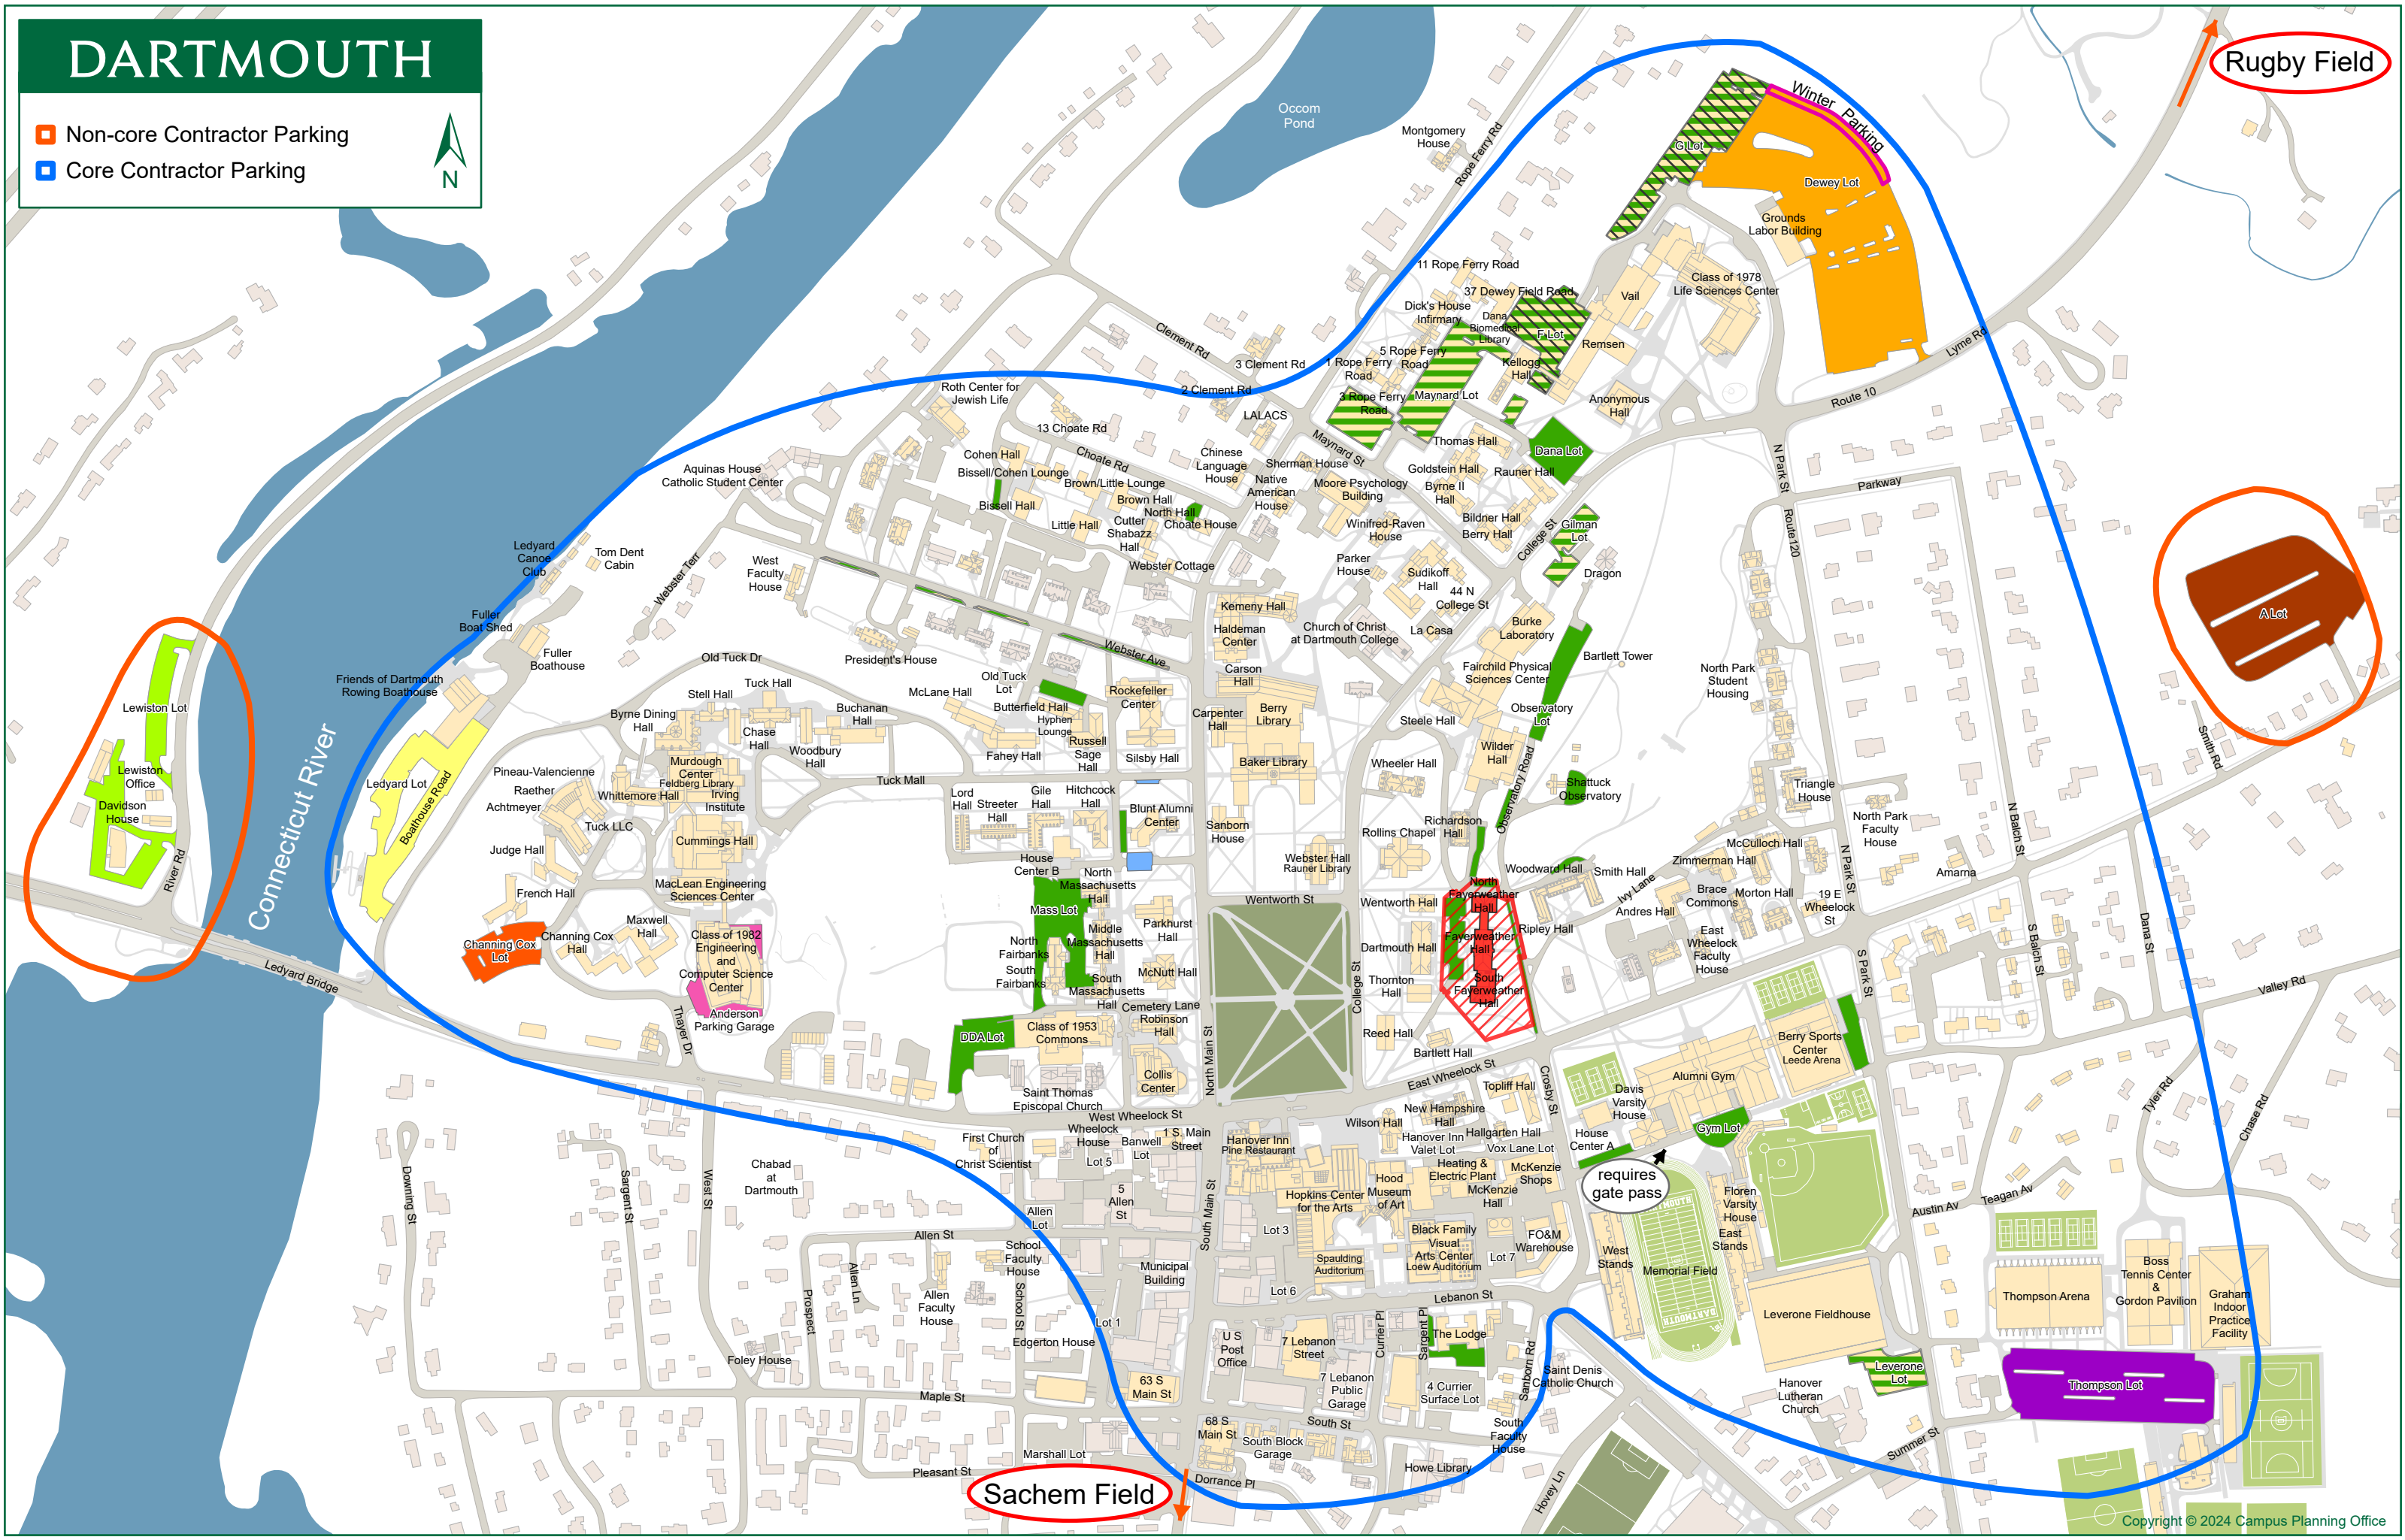 DARTMOUTH
Non-core Contractor Parking
Core Contractor Parking
N
Rugby Field
Occom
Pond
Montgomery
House
Rope Ferry Rd
Winter Parking
G Lot
Dewey Lot
Grounds
Labor Building
11 Rope Ferry Road
37 Dewey Field Road
Dick's House
Infirmary
Dana
Biomedical
Library
F Lot
Vail
Class of 1978
Life Sciences Center
Remsen
Clement Rd
3 Clement Rd
2 Clement Rd
1 Rope Ferry
Road
5 Rope Ferry
Road
Kellogg
Hall
3 Rope Ferry
Road
Maynard Lot
Anonymous
Hall
Lyme Rd
Route 10
Roth Center for
Jewish Life
LALACS
13 Choate Rd
Maynard St
Thomas Hall
Dana Lot
Cohen Hall
Choate Rd
Chinese
Language
House
Sherman House
Goldstein Hall
Rauner Hall
N Park St
Aquinas House
Catholic Student Center
Bissell/Cohen Lounge
Brown/Little Lounge
Native
American
House
Moore Psychology
Building
Byrne II
Hall
Parkway
Brown Hall
North Hall
Bissell Hall
Little Hall
Cutter
Shabazz
Hall
Choate House
Winifred-Raven
House
Bildner Hall
Berry Hall
College St
Gilman
Lot
Route120
Ledyard
Canoe
Club
Tom Dent
Cabin
Webster Terr
West
Faculty
House
Webster Cottage
Parker
House
Sudikoff
Hall
Dragon
44 N
College St
A Lot
Fuller
Boat Shed
Kemeny Hall
Haldeman
Center
Church of Christ
at Dartmouth College
La Casa
Burke
Laboratory
Fuller
Boathouse
Old Tuck Dr
President's House
Webster Ave
Carson
Hall
Fairchild Physical
Sciences Center
Bartlett Tower
North Park
Student
Housing
Friends of Dartmouth
Rowing Boathouse
Tuck Hall
Stell Hall
McLane Hall
Old Tuck
Lot
Rockefeller
Center
Lewiston Lot
Byrne Dining
Hall
Buchanan
Hall
Butterfield Hall
Hyphen
Lounge
Carpenter
Hall
Berry
Library
Steele Hall
Observatory
Lot
Chase
Hall
Woodbury
Hall
Fahey Hall
Russell
Sage
Hall
Silsby Hall
Baker Library
Wilder
Hall
Smith Rd
Connecticut River
Lewiston
Office
Davidson
House
Ledyard Lot
Boathouse Road
Pineau-Valencienne
Raether
Achtmeyer
Murdough
Center
Feldberg Library
Whittemore Hall
Irving
Institute
Tuck Mall
Wheeler Hall
Observatory Road
Shattuck
Observatory
Triangle
House
Tuck LLC
Lord
Hall
Streeter
Hall
Gile
Hall
Hitchcock
Hall
Blunt Alumni
Center
Sanborn
House
Rollins Chapel
Richardson
Hall
North Park
Faculty
House
N Balch St
Cummings Hall
Judge Hall
River Rd
House
Center B
Webster Hall
Rauner Library
Woodward Hall
Smith Hall
McCulloch Hall
Zimmerman Hall
N Park St
Amarna
French Hall
MacLean Engineering
Sciences Center
North
Massachusetts
Hall
Mass Lot
Wentworth St
Wentworth Hall
North
Fayerweather
Hall
Ivy Lane
Brace
Commons
Morton Hall
19 E
Wheelock
St
Andres Hall
Channing Cox
Lot
Channing Cox
Hall
Maxwell
Hall
Class of 1982
Engineering
and
Computer Science
Center
Parkhurst
Hall
Middle
Massachusetts
Hall
North
Fairbanks
South
Fairbanks
McNutt Hall
South
Massachusetts
Hall
Dartmouth Hall
Fayerweather
Hall
Ripley Hall
East
Wheelock
Faculty
House
S Park St
S Balch St
Dana St
Ledyard Bridge
Thornton
Hall
South
Fayerweather
Hall
College St
Valley Rd
Anderson
Parking Garage
Thayer Dr
DDA Lot
Class of 1953
Commons
Cemetery Lane
Robinson
Hall
Reed Hall
Bartlett Hall
Berry Sports
Center
Leede Arena
North Main St
Collis
Center
East Wheelock St
Topliff Hall
Crosby St
Alumni Gym
Davis
Varsity
House
Saint Thomas
Episcopal Church
West Wheelock St
New Hampshire
Hall
Tyler Rd
Chase Rd
Wilson Hall
Gym Lot
First Church
of
Christ Scientist
Wheelock
House
Banwell
Lot
1 S. Main
Street
Hanover Inn
Pine Restaurant
Hanover Inn
Valet Lot
Hallgarten Hall
Vox Lane Lot
House
Center A
requires
gate pass
Lot 5
Downing St
Sargent St
West St
Chabad
at
Dartmouth
5
Allen
St
Hopkins Center
for the Arts
Hood
Museum
of Art
Heating &
Electric Plant
McKenzie
Hall
McKenzie
Shops
Floren
Varsity
House
Teagan Av
Austin Av
Allen
Lot
South Main St
Lot 3
Black Family
Visual
Arts Center
Loew Auditorium
FO&M
Warehouse
Lot 7
West
Stands
DARTMOUTH
East
Stands
Memorial Field
DARTMOUTH
Allen St
School
Faculty
House
Municipal
Building
Spaulding
Auditorium
Boss
Tennis Center
&
Gordon Pavilion
Allen Ln
Allen
Faculty
House
Prospect
School St
Lot 6
Lebanon St
Leverone Fieldhouse
Thompson Arena
Graham
Indoor
Practice
Facility
Lot 1
Edgerton House
U S
Post
Office
7 Lebanon
Street
Currier Pl
Sargent Pl
The Lodge
Foley House
Sanborn Rd
Saint Denis
Catholic Church
Leverone
Lot
Thompson Lot
Maple St
63 S
Main St
7 Lebanon
Public
Garage
4 Currier
Surface Lot
Hanover
Lutheran
Church
68 S
Main St
South St
South
Faculty
House
South Block
Garage
Summer St
Marshall Lot
Pleasant St
Howe Library
Dorrance Pl
Hovey Ln
Sachem Field
Copyright © 2024 Campus Planning Office